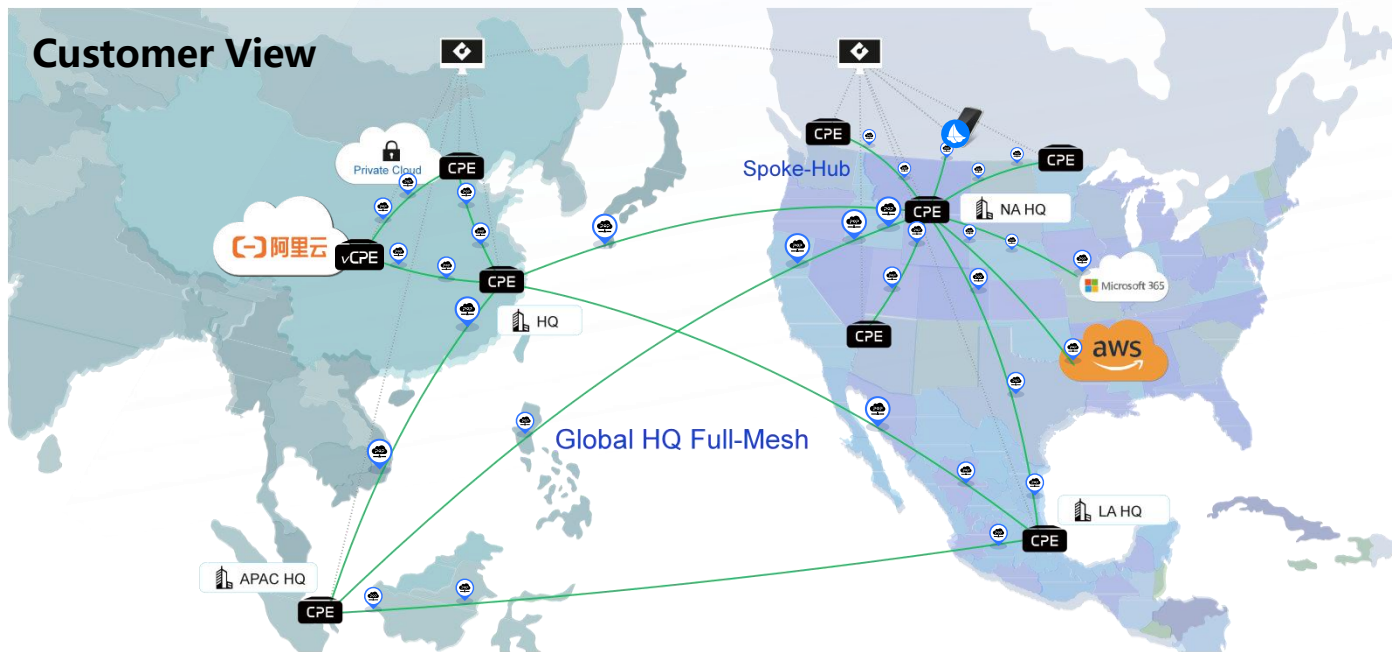 Customer View
Private Cloud
CPE
阿里云
vCPE
CPE
HQ
CPE
CPE
Spoke-Hub
CPE
NA HQ
Microsoft 365
CPE
aws
Global HQ Full-Mesh
LA HQ
CPE
APAC HQ
CPE